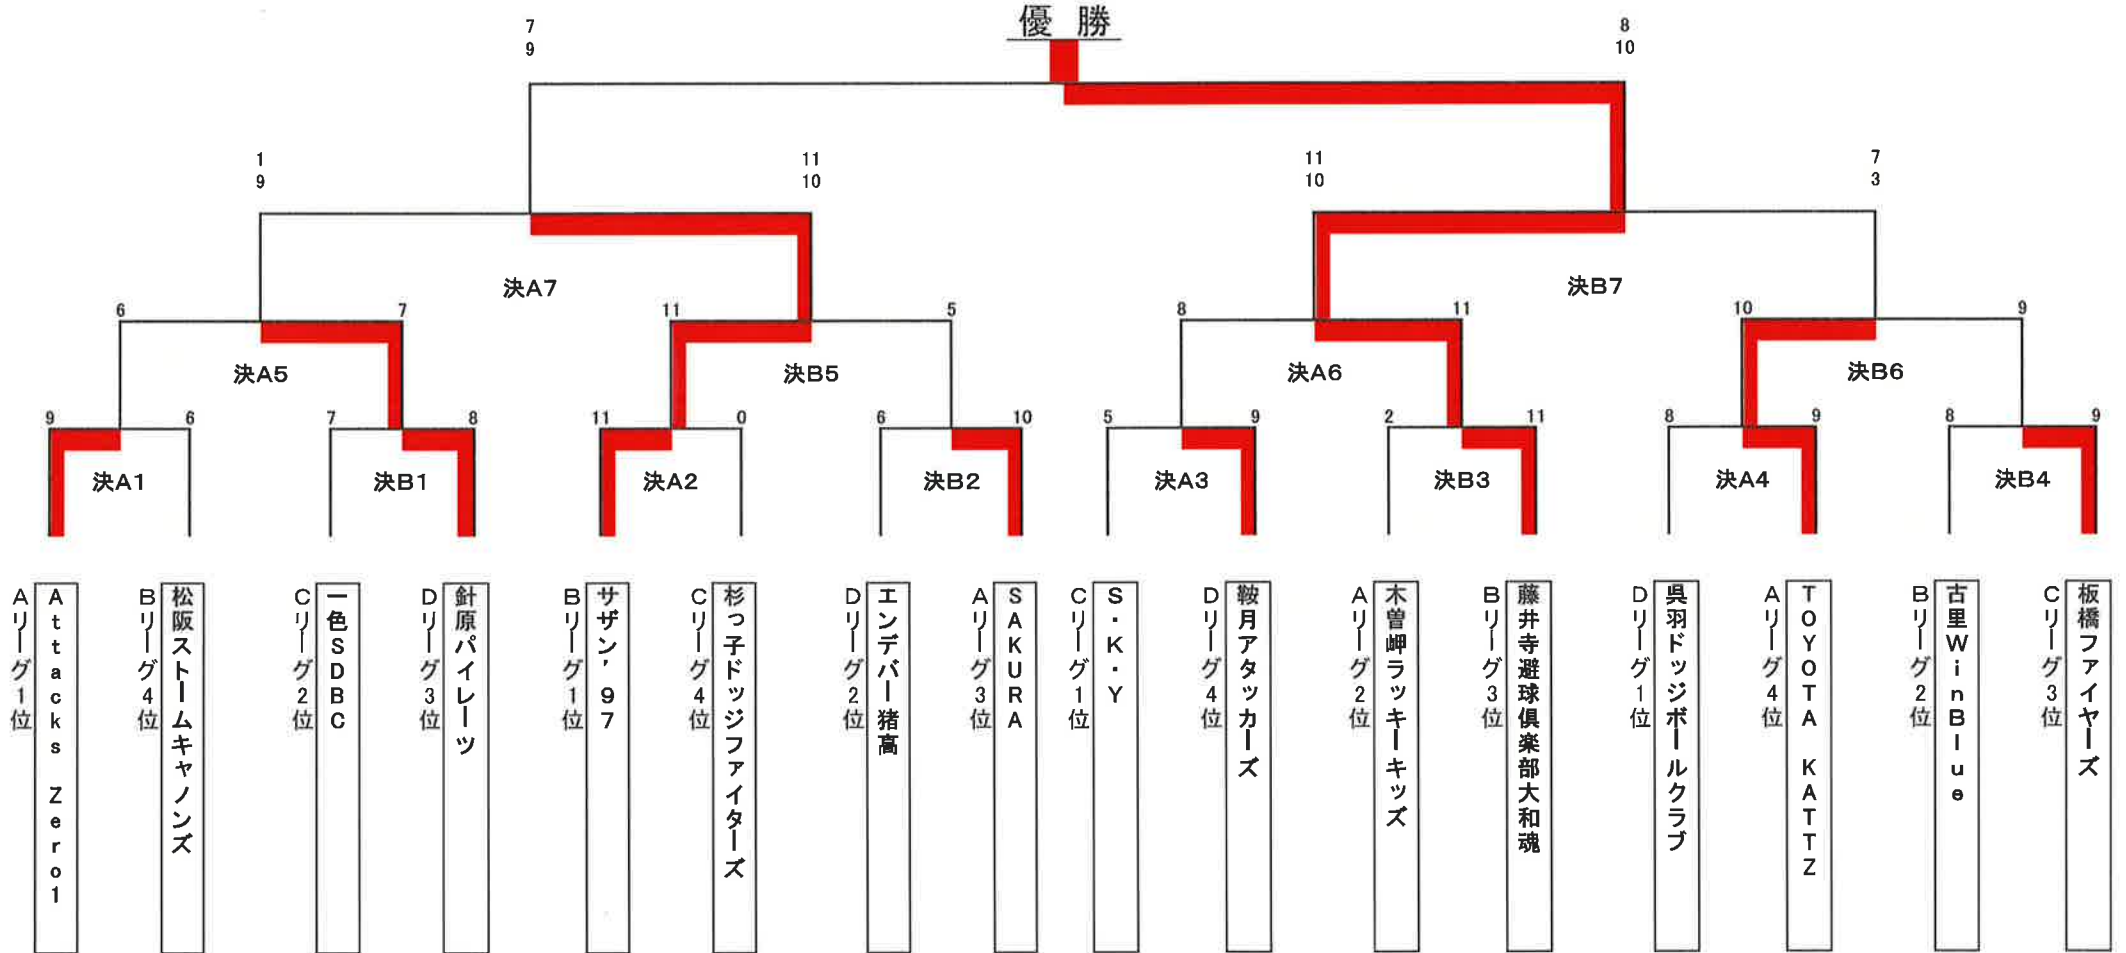 優 勝
7
9
8
10
1
9
11
10
11
10
7
3
決A7
決B7
6
7
11
5
8
11
10
9
決A5
決B5
決A6
決B6
9
6
7
8
11
0
6
10
5
9
2
11
8
9
8
9
決A1
決B1
決A2
決B2
決A3
決B3
決A4
決B4
Aリーグ1位
Attacks Zero1
Bリーグ4位
松阪ストームキャノンズ
Cリーグ2位
一色SDBC
Dリーグ3位
針原パイレーツ
Bリーグ1位
サザン’97
Cリーグ4位
杉っ子ドッジファイターズ
Dリーグ2位
エンデバー猪高
Aリーグ3位
SAKURA
Cリーグ1位
S・K・Y
Dリーグ4位
鞍月アタッカーズ
Aリーグ2位
木曽岬ラッキーキッズ
Bリーグ3位
藤井寺避球倶楽部大和魂
Dリーグ1位
呉羽ドッジボールクラブ
Aリーグ4位
TOYOTA KATTZ
Bリーグ2位
古里WinBlue
Cリーグ3位
板橋ファイヤーズ